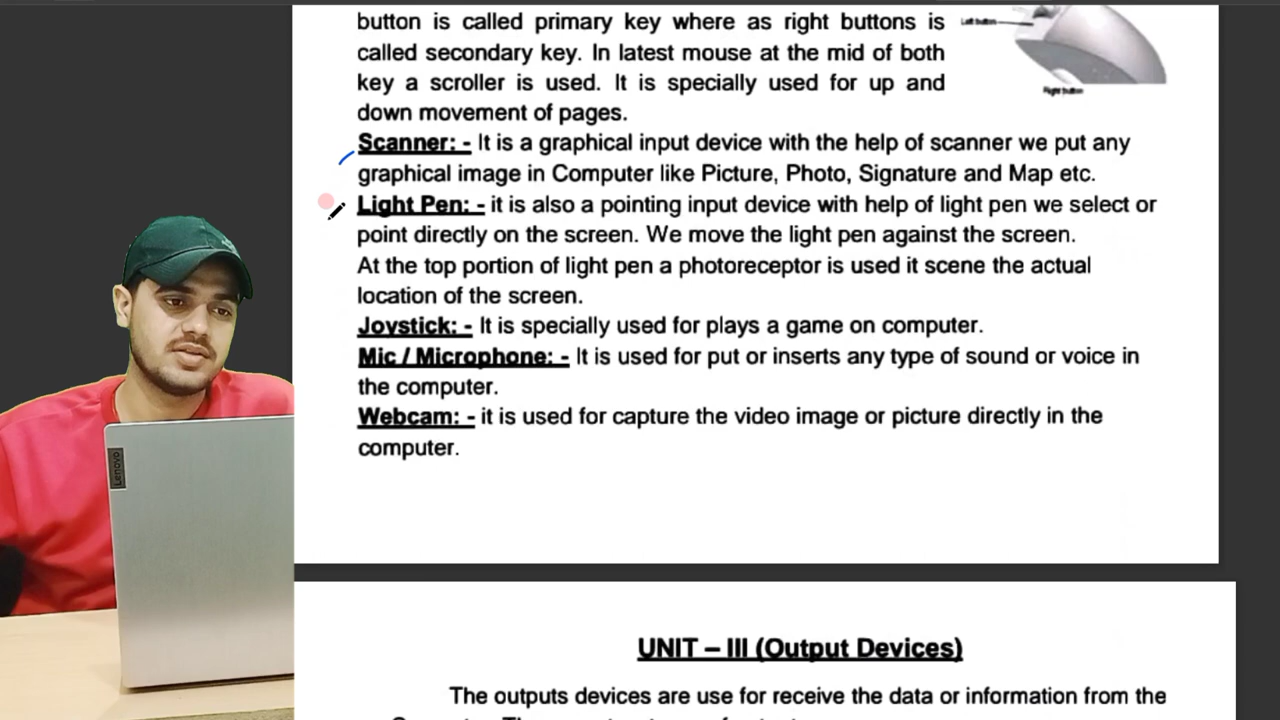 button is called primary key where as right buttons is
called secondary key. In latest mouse at the mid of both
key a scroller is used. It is specially used for up and
down movement of pages.
Left button
Right button
Scanner: - It is a graphical input device with the help of scanner we put any
graphical image in Computer like Picture, Photo, Signature and Map etc.
Light Pen: - it is also a pointing input device with help of light pen we select or
point directly on the screen. We move the light pen against the screen.
At the top portion of light pen a photoreceptor is used it scene the actual
location of the screen.
Joystick: - It is specially used for plays a game on computer.
Mic / Microphone: - It is used for put or inserts any type of sound or voice in
the computer.
Webcam: - it is used for capture the video image or picture directly in the
computer.
Lenovo
UNIT – III (Output Devices)
The outputs devices are use for receive the data or information from the